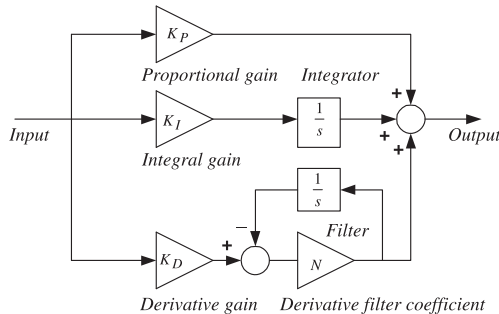 K_P
Proportional gain
Integrator
+
K_I
1/s
+
Input
Output
+
Integral gain
1/s
−
Filter
+
K_D
N
Derivative gain
Derivative filter coefficient